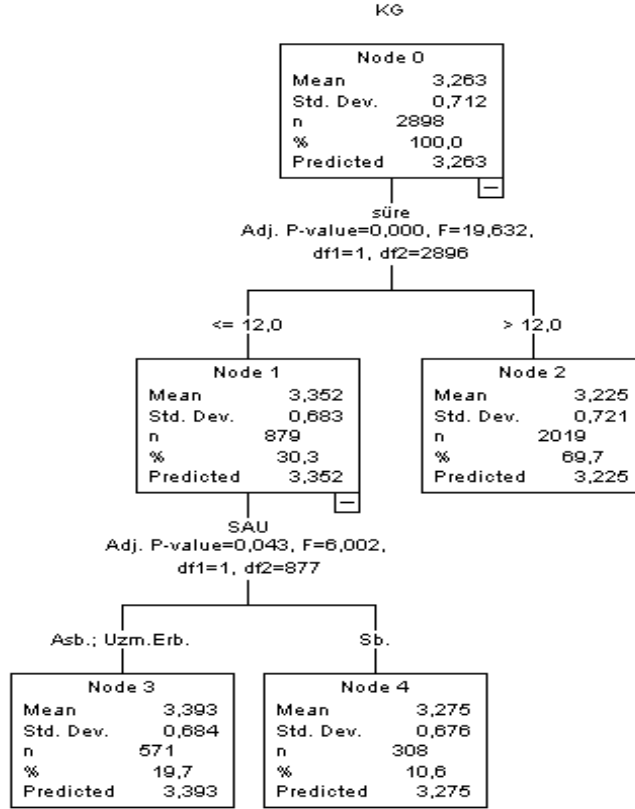 KG
Node 0
Mean 3,263
Std. Dev. 0,712
n 2898
% 100,0
Predicted 3,263
süre
Adj. P-value=0,000, F=19,632,
df1=1, df2=2896
<= 12,0
> 12,0
Node 1
Mean 3,352
Std. Dev. 0,683
n 879
% 30,3
Predicted 3,352
Node 2
Mean 3,225
Std. Dev. 0,721
n 2019
% 69,7
Predicted 3,225
SAU
Adj. P-value=0,043, F=6,002,
df1=1, df2=877
Asb.; Uzm.Erb.
Sb.
Node 3
Mean 3,393
Std. Dev. 0,684
n 571
% 19,7
Predicted 3,393
Node 4
Mean 3,275
Std. Dev. 0,676
n 308
% 10,6
Predicted 3,275